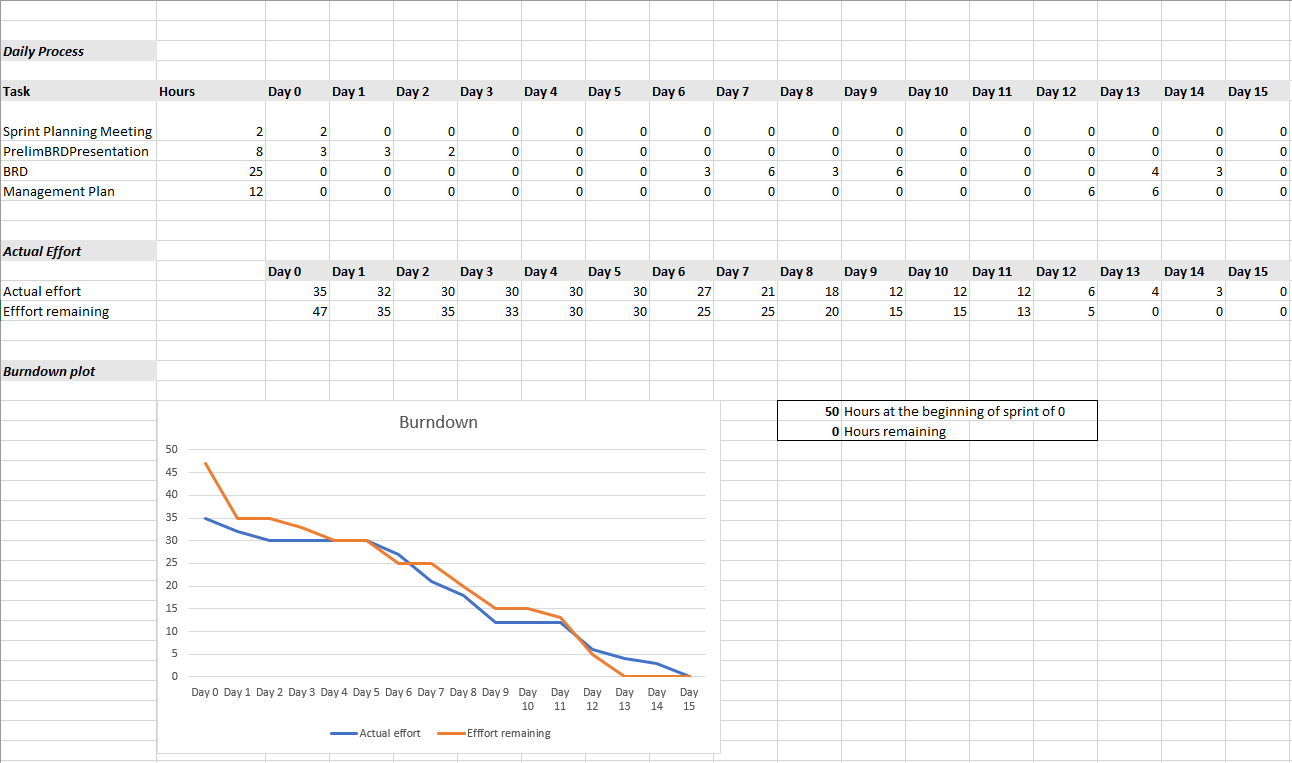 Daily Process
Task Hours Day 0 Day 1 Day 2 Day 3 Day 4 Day 5 Day 6 Day 7 Day 8 Day 9 Day 10 Day 11 Day 12 Day 13 Day 14 Day 15
Sprint Planning Meeting 2 2 0 0 0 0 0 0 0 0 0 0 0 0 0 0 0
PrelimBRDPresentation 8 3 3 2 0 0 0 0 0 0 0 0 0 0 0 0 0
BRD 25 0 0 0 0 0 0 3 6 3 6 0 0 0 4 3 0
Management Plan 12 0 0 0 0 0 0 0 0 0 0 0 0 6 6 0 0
Actual Effort
Day 0 Day 1 Day 2 Day 3 Day 4 Day 5 Day 6 Day 7 Day 8 Day 9 Day 10 Day 11 Day 12 Day 13 Day 14 Day 15
Actual effort 35 32 30 30 30 30 27 21 18 12 12 12 6 4 3 0
Efffort remaining 47 35 35 33 30 30 25 25 20 15 15 13 5 0 0 0
Burndown plot
50 Hours at the beginning of sprint of 0
0 Hours remaining
Burndown
50
45
40
35
30
25
20
15
10
5
0
Day 0 Day 1 Day 2 Day 3 Day 4 Day 5 Day 6 Day 7 Day 8 Day 9 Day Day Day Day Day Day
10 11 12 13 14 15
Actual effort Efffort remaining